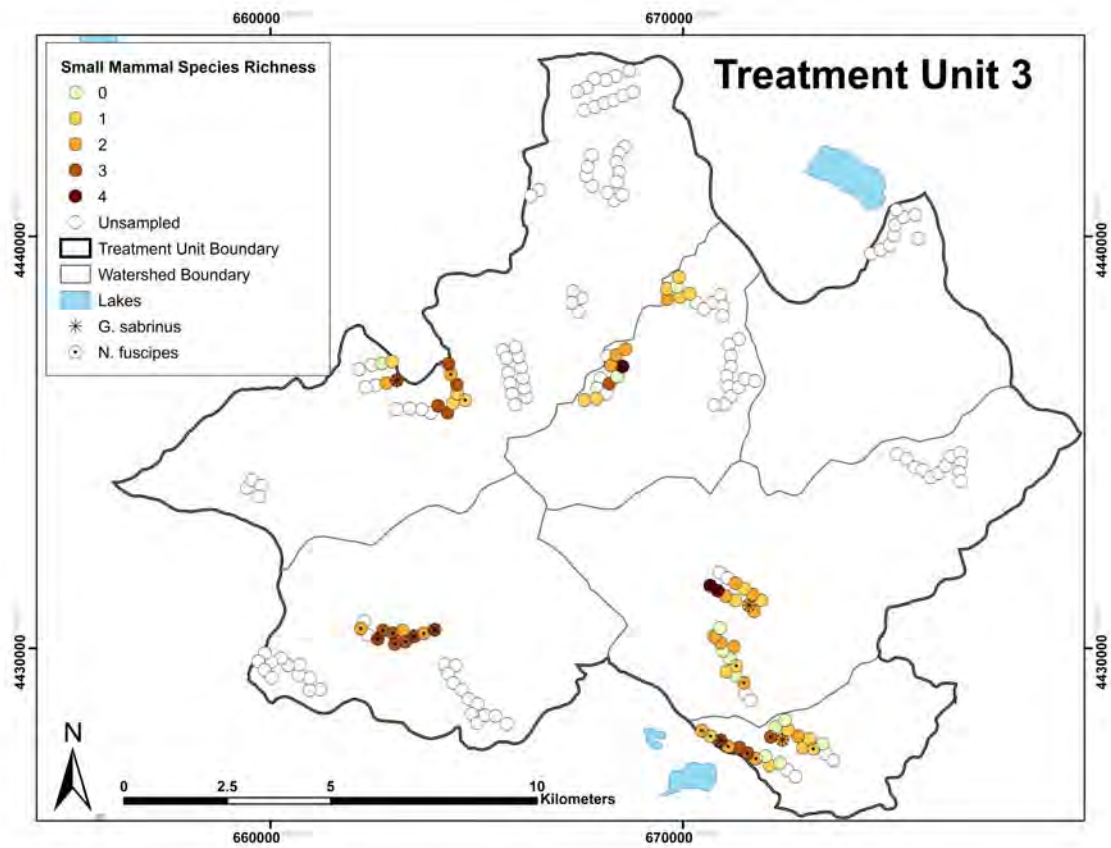 660000
670000
Treatment Unit 3
Small Mammal Species Richness
0
1
2
3
4
Unsampled
Treatment Unit Boundary
Watershed Boundary
Lakes
G. sabrinus
N. fuscipes
4440000
4440000
4430000
4430000
N
0
2.5
5
10
Kilometers
660000
670000